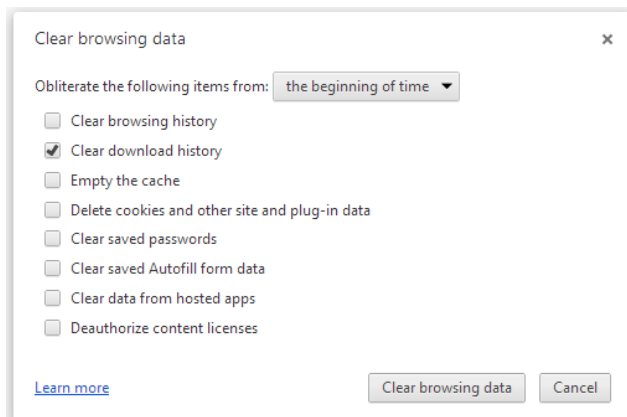 Clear browsing data
Obliterate the following items from: the beginning of time
Clear browsing history
Clear download history
Empty the cache
Delete cookies and other site and plug-in data
Clear saved passwords
Clear saved Autofill form data
Clear data from hosted apps
Deauthorize content licenses
Learn more Clear browsing data Cancel